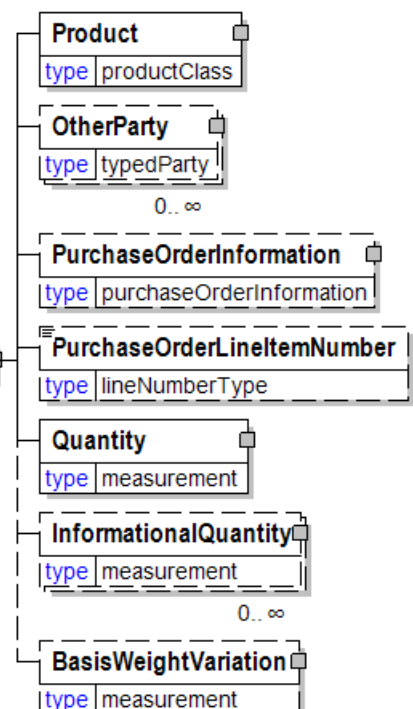 Product
type productClass
OtherParty
type typedParty
0.. ∞
PurchaseOrderInformation
type purchaseOrderInformation
PurchaseOrderLineItemNumber
type lineNumberType
Quantity
type measurement
InformationalQuantity
type measurement
0.. ∞
BasisWeightVariation
type measurement